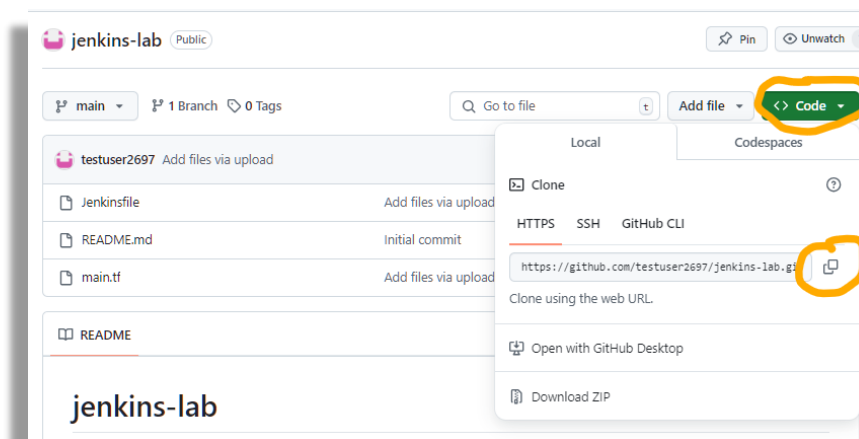 jenkins-lab Public
Pin
Unwatch
main
1 Branch
0 Tags
Go to file
t
Add file
<> Code
Local
Codespaces
testuser2697 Add files via upload
Clone
Jenkinsfile
Add files via upload
HTTPS
SSH
GitHub CLI
README.md
Initial commit
https://github.com/testuser2697/jenkins-lab.gi
main.tf
Add files via upload
Clone using the web URL.
README
Open with GitHub Desktop
Download ZIP
jenkins-lab